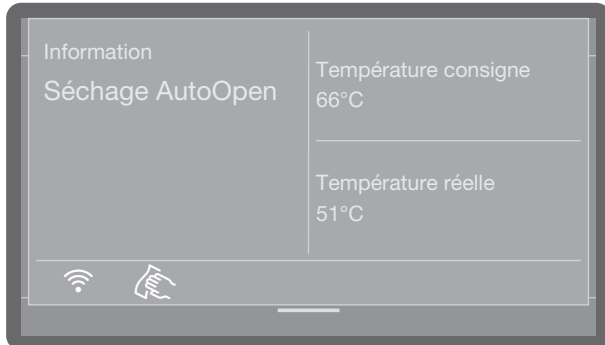 Information
Séchage AutoOpen
Température consigne
66°C
Température réelle
51°C